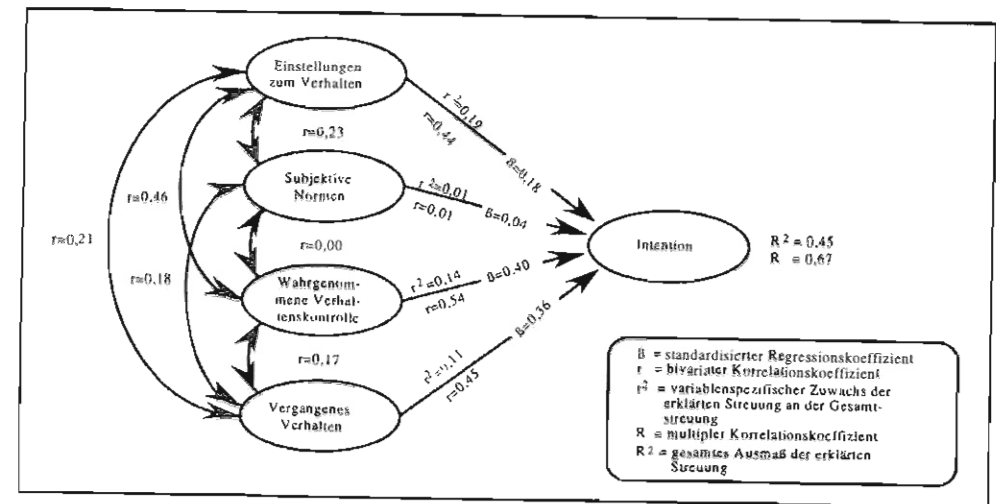 Einstellungen
zum Verhalten
r²=0,19
r=0,44
ß=0,18
r=0,23
Subjektive
Normen
r²=0,01
r=0,01
ß=0,04
r=0,46
r=0,21
r=0,00
r=0,18
Intention
R²=0,45
R =0,67
Wahrgenom-
mene Verhal-
tenskontrolle
r²=0,14
r=0,54
ß=0,40
r=0,17
Vergangenes
Verhalten
r²=0,11
r=0,45
ß=0,36
ß = standardisierter Regressionskoeffizient
r = bivariater Korrelationskoeffizient
r² = variablenspezifischer Zuwachs der
erklärten Streuung an der Gesamt-
streuung
R = multipler Korrelationskoeffizient
R² = gesamtes Ausmaß der erklärten
Streuung